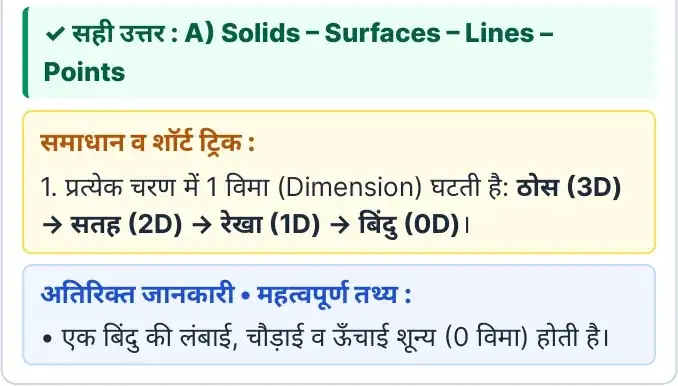 ✓ सही उत्तर : A) Solids – Surfaces – Lines –
Points
समाधान व शॉर्ट ट्रिक :
1. प्रत्येक चरण में 1 विमा (Dimension) घटती है: ठोस (3D)
→ सतह (2D) → रेखा (1D) → बिंदु (0D)।
अतिरिक्त जानकारी • महत्वपूर्ण तथ्य :
• एक बिंदु की लंबाई, चौड़ाई व ऊँचाई शून्य (0 विमा) होती है।